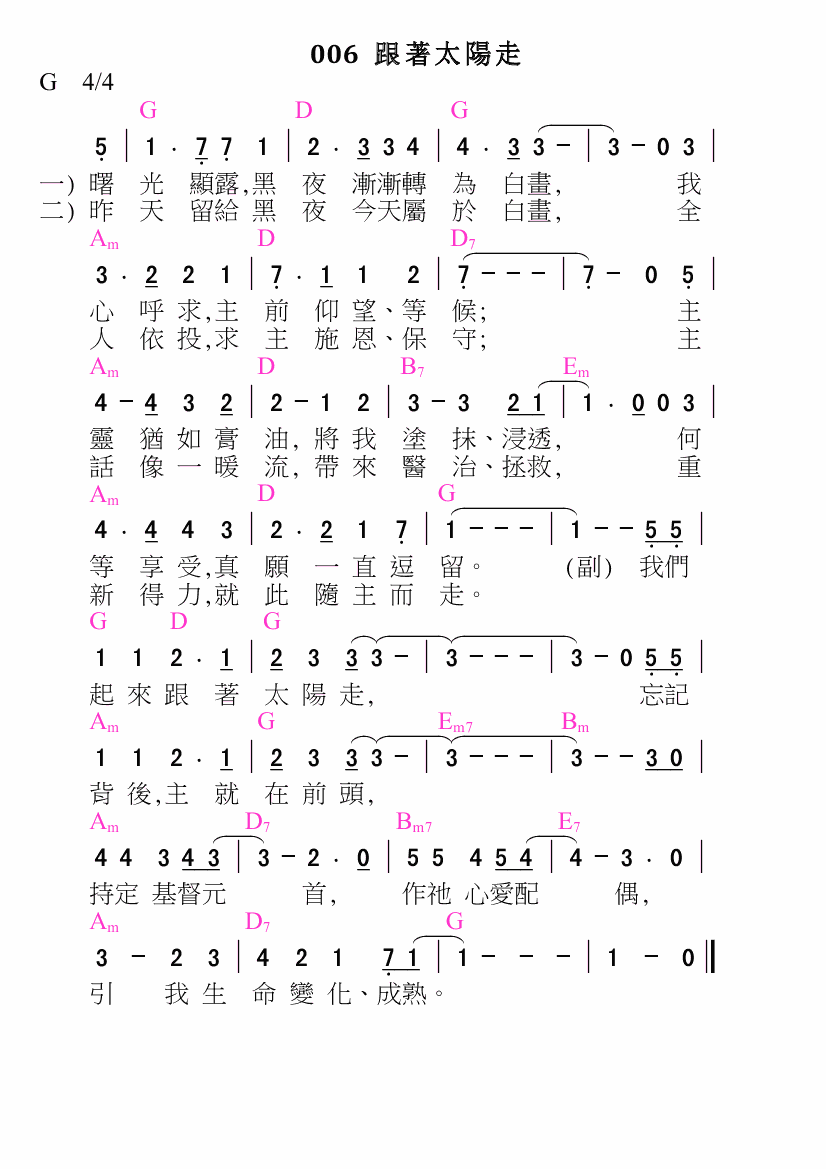 006 跟著太陽走
G 4/4
G D G
5 | 1 · 7 7 1 | 2 · 3 3 4 | 4 · 3 3 - | 3 - 0 3 |
一) 曙 光 顯露,黑 夜 漸漸轉 為 白晝, 我
二) 昨 天 留給 黑 夜 今天屬 於 白晝, 全
Am D D7
3 · 2 2 1 | 7 · 1 1 2 | 7 - - - | 7 - 0 5 |
心 呼 求,主 前 仰 望、等 候; 主
人 依 投,求 主 施 恩、保 守; 主
Am D B7 Em
4 - 4 3 2 | 2 - 1 2 | 3 - 3 2 1 | 1 · 0 0 3 |
靈 猶 如 膏 油, 將 我 塗 抹、浸透, 何
話 像 一 暖 流, 帶 來 醫 治、拯救, 重
Am D G
4 · 4 4 3 | 2 · 2 1 7 | 1 - - - | 1 - - 5 5 |
等 享 受,真 願 一 直 逗 留。 (副) 我們
新 得 力,就 此 隨 主 而 走。
G D G
1 1 2 · 1 | 2 3 3 3 - | 3 - - - | 3 - 0 5 5 |
起 來 跟 著 太 陽 走, 忘記
Am G Em7 Bm
1 1 2 · 1 | 2 3 3 3 - | 3 - - - | 3 - - 3 0 |
背 後,主 就 在 前 頭,
Am D7 Bm7 E7
4 4 3 4 3 | 3 - 2 · 0 | 5 5 4 5 4 | 4 - 3 · 0 |
持定 基督元 首, 作祂 心愛配 偶,
Am D7 G
3 - 2 3 | 4 2 1 7 1 | 1 - - - | 1 - 0 ||
引 我 生 命 變 化、成熟。